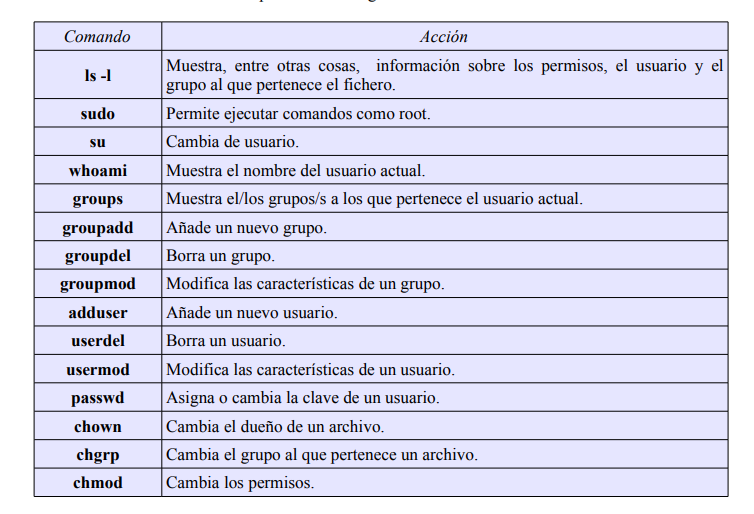 Comando Acción
ls -l Muestra, entre otras cosas, información sobre los permisos, el usuario y el
grupo al que pertenece el fichero.
sudo Permite ejecutar comandos como root.
su Cambia de usuario.
whoami Muestra el nombre del usuario actual.
groups Muestra el/los grupos/s a los que pertenece el usuario actual.
groupadd Añade un nuevo grupo.
groupdel Borra un grupo.
groupmod Modifica las características de un grupo.
adduser Añade un nuevo usuario.
userdel Borra un usuario.
usermod Modifica las características de un usuario.
passwd Asigna o cambia la clave de un usuario.
chown Cambia el dueño de un archivo.
chgrp Cambia el grupo al que pertenece un archivo.
chmod Cambia los permisos.